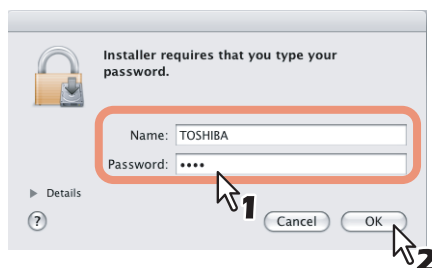 Installer requires that you type your
password.
Name: TOSHIBA
Password: ••••
1
Details
?
Cancel
OK
2